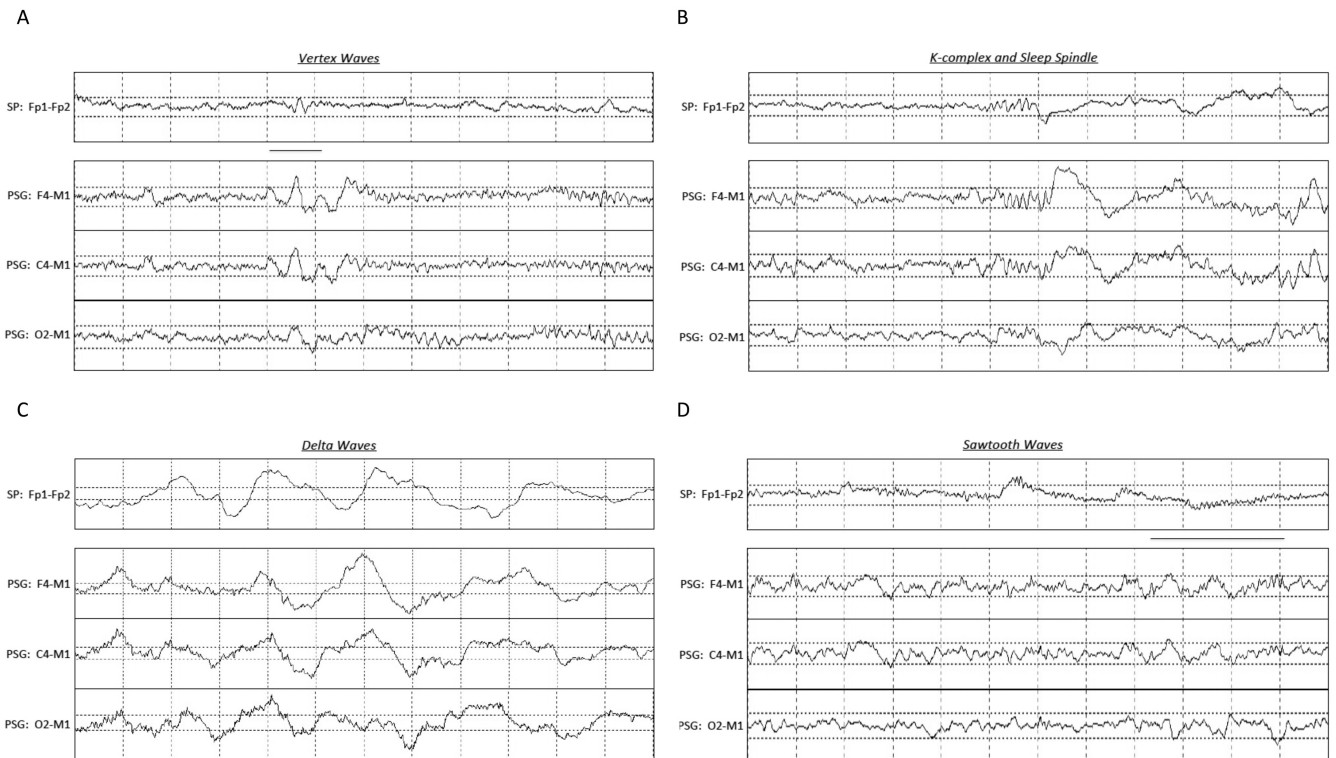 A
Vertex Waves
SP: Fp1-Fp2
PSG: F4-M1
PSG: C4-M1
PSG: O2-M1
B
K-complex and Sleep Spindle
SP: Fp1-Fp2
PSG: F4-M1
PSG: C4-M1
PSG: O2-M1
C
Delta Waves
SP: Fp1-Fp2
PSG: F4-M1
PSG: C4-M1
PSG: O2-M1
D
Sawtooth Waves
SP: Fp1-Fp2
PSG: F4-M1
PSG: C4-M1
PSG: O2-M1